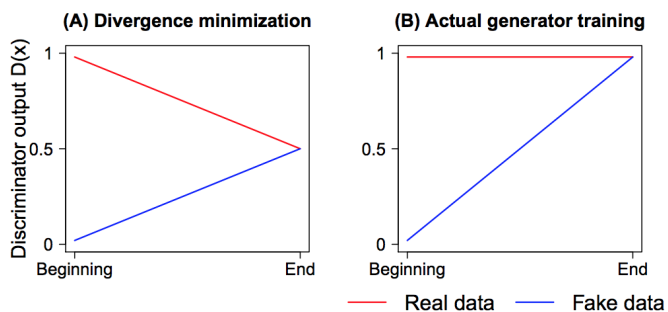 (A) Divergence minimization
(B) Actual generator training
Discriminator output D(x)
1
0.5
0
Beginning
End
1
0.5
0
Beginning
End
Real data
Fake data